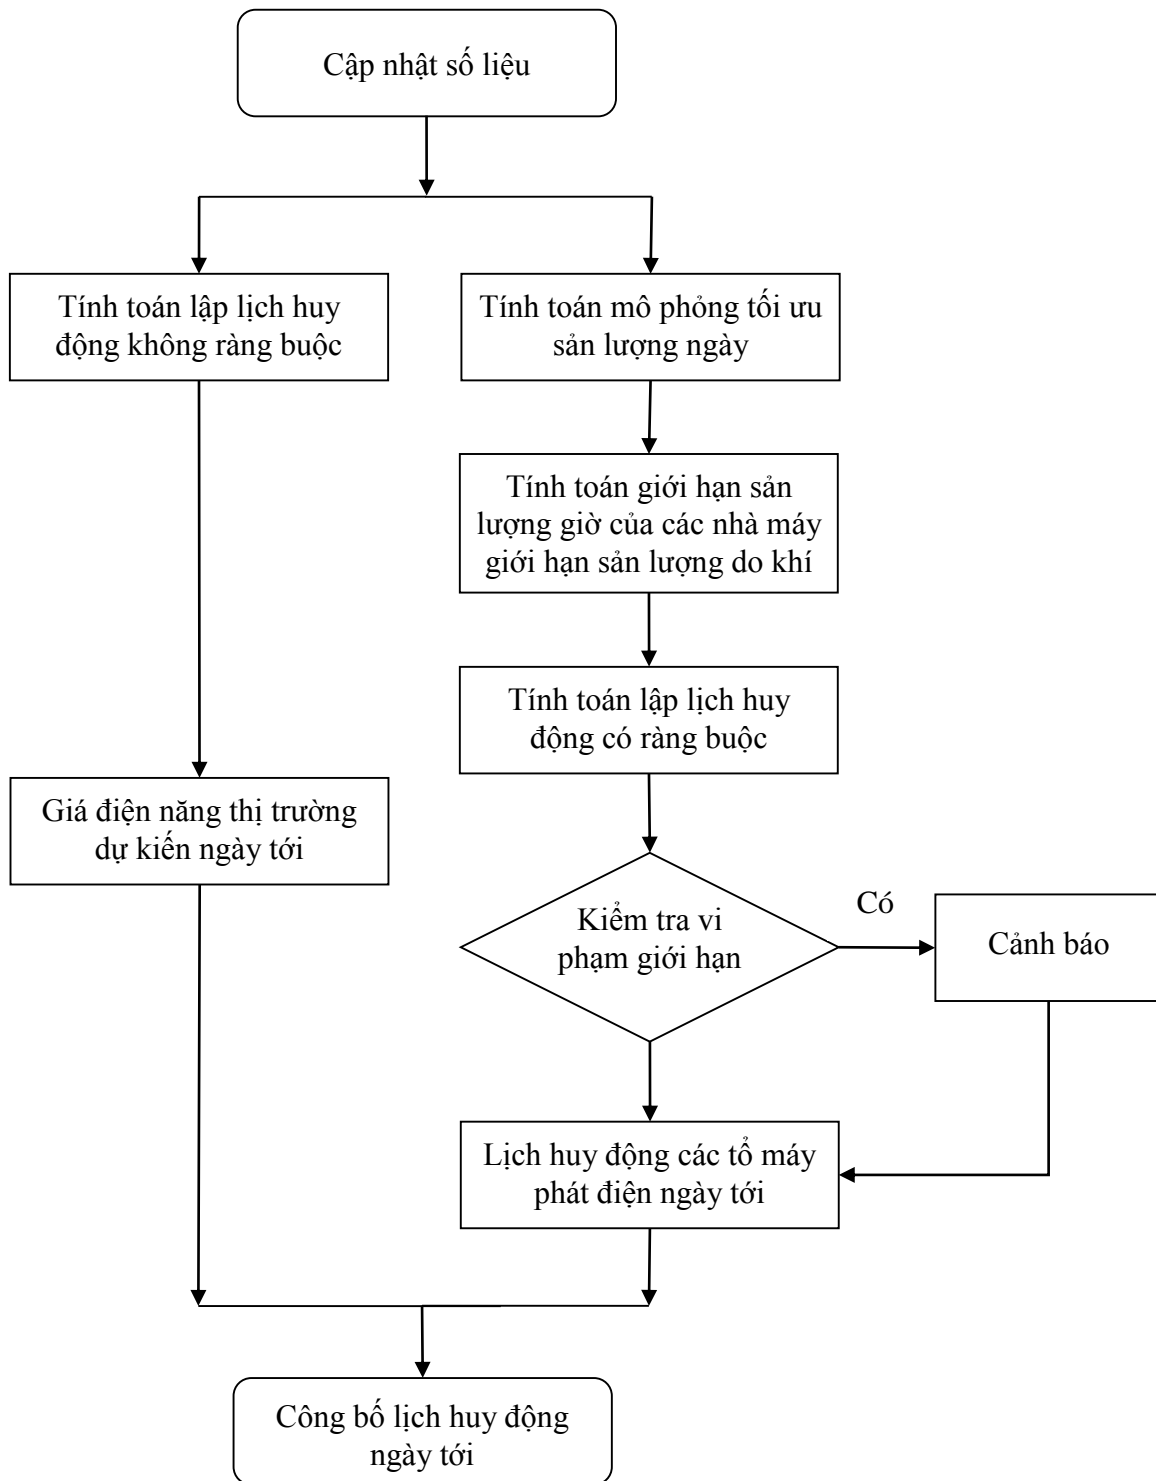 Cập nhật số liệu
Tính toán lập lịch huy
động không ràng buộc
Tính toán mô phỏng tối ưu
sản lượng ngày
Tính toán giới hạn sản
lượng giờ của các nhà máy
giới hạn sản lượng do khí
Tính toán lập lịch huy
động có ràng buộc
Giá điện năng thị trường
dự kiến ngày tới
Kiểm tra vi
phạm giới hạn
Có
Cảnh báo
Lịch huy động các tổ máy
phát điện ngày tới
Công bố lịch huy động
ngày tới